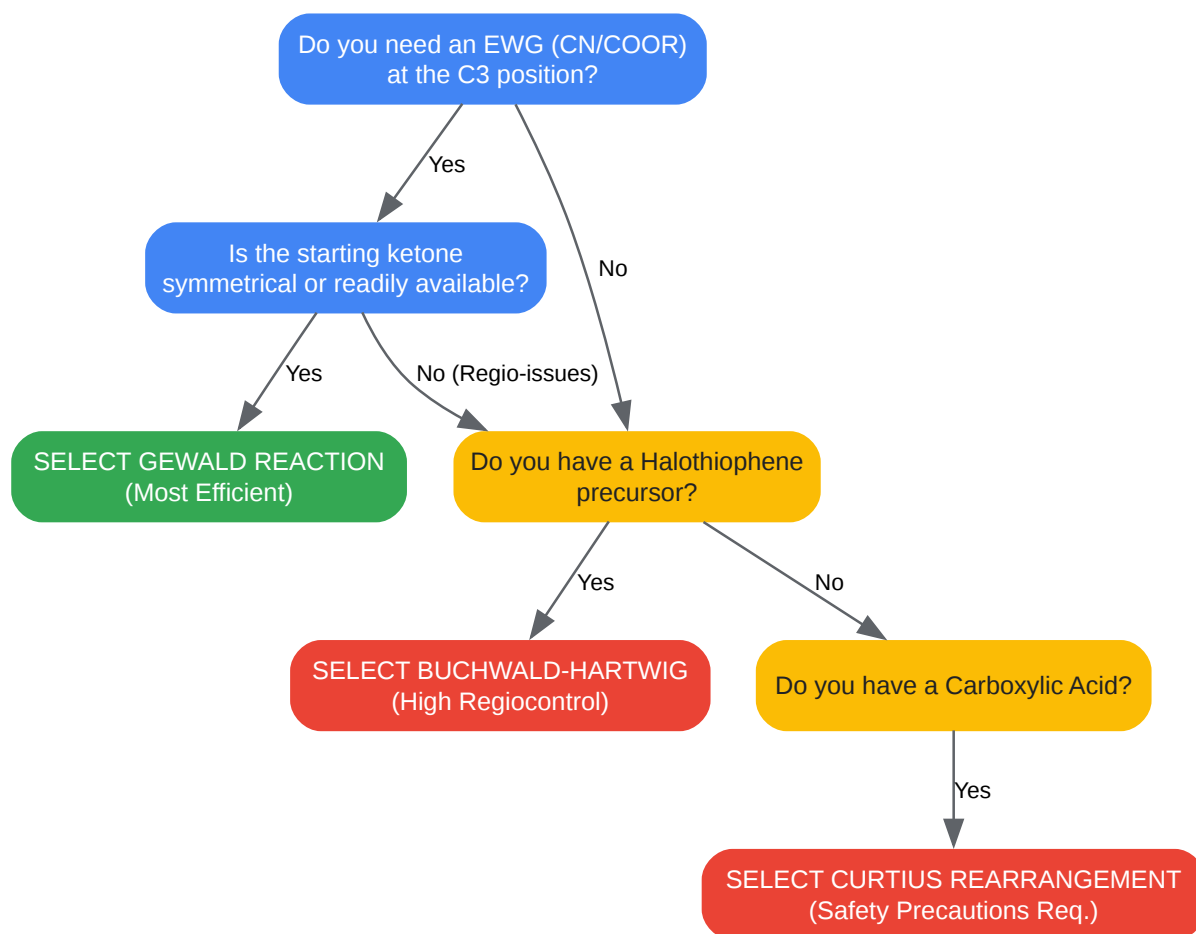 Do you need an EWG (CN/COOR)
at the C3 position?
Yes
Is the starting ketone
symmetrical or readily available?
No
Yes
No (Regio-issues)
SELECT GEWALD REACTION
(Most Efficient)
Do you have a Halothiophene
precursor?
Yes
No
SELECT BUCHWALD-HARTWIG
(High Regiocontrol)
Do you have a Carboxylic Acid?
Yes
SELECT CURTIUS REARRANGEMENT
(Safety Precautions Req.)